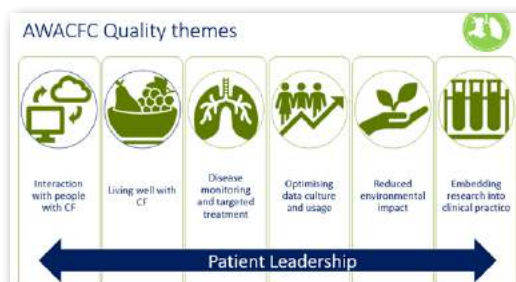 AWACFC Quality themes
Interaction
with people
with CF
Living well with
CF
Disease
monitoring
and targeted
treatment
Optimising
data culture
and usage
Reduced
environmental
impact
Embedding
research into
clinical practice
Patient Leadership